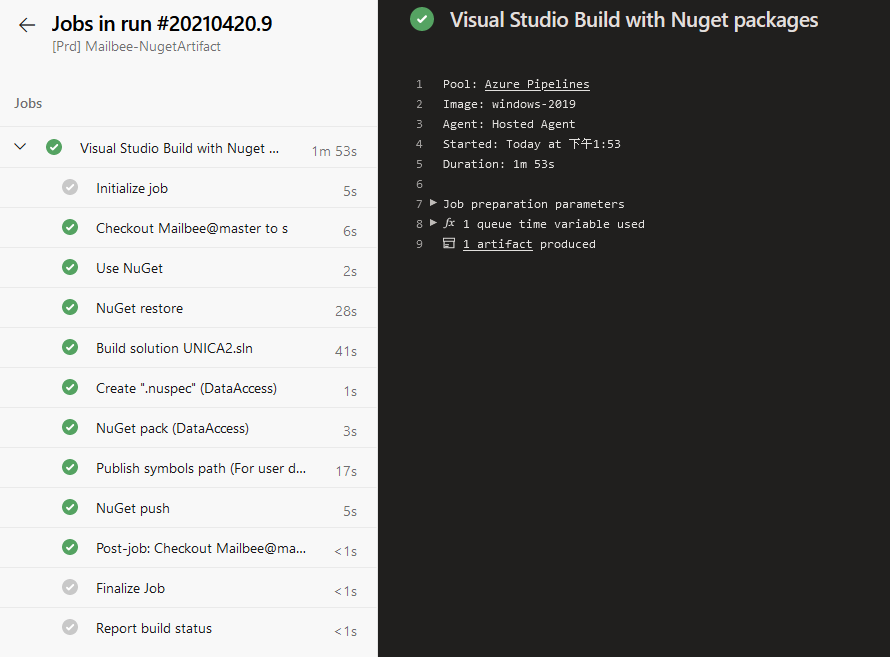 Jobs in run #20210420.9
[Prd] Mailbee-NugetArtifact
Jobs
Visual Studio Build with Nuget ... 1m 53s
Initialize job 5s
Checkout Mailbee@master to s 6s
Use NuGet 2s
NuGet restore 28s
Build solution UNICA2.sln 41s
Create ".nuspec" (DataAccess) 1s
NuGet pack (DataAccess) 3s
Publish symbols path (For user d... 17s
NuGet push 5s
Post-job: Checkout Mailbee@ma... <1s
Finalize Job <1s
Report build status <1s
Visual Studio Build with Nuget packages
1 Pool: Azure Pipelines
2 Image: windows-2019
3 Agent: Hosted Agent
4 Started: Today at 下午1:53
5 Duration: 1m 53s
6
7 Job preparation parameters
8 fx 1 queue time variable used
9 1 artifact produced